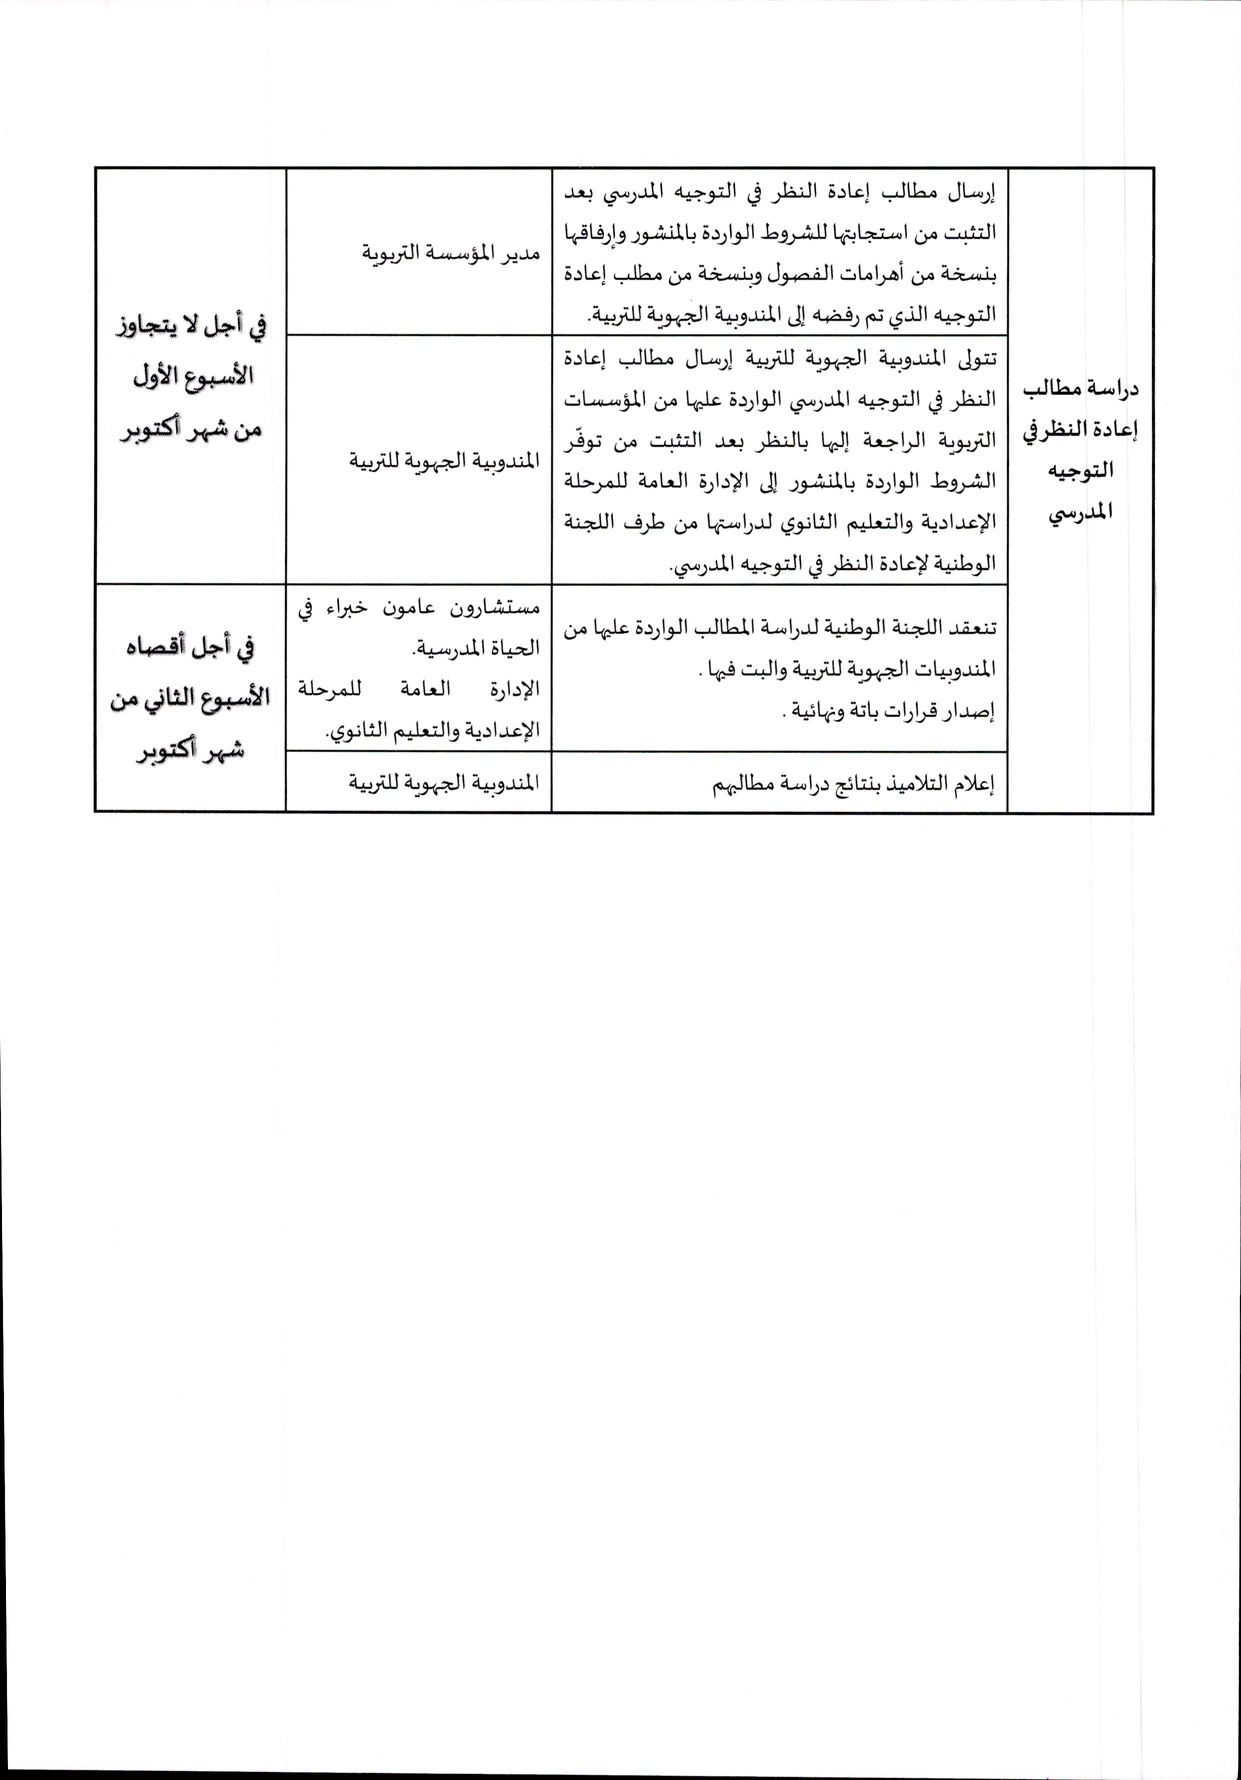 دراسة مطالب
إعادة النظر في
التوجيه
المدرسي
إرسال مطالب إعادة النظر في التوجيه المدرسي بعد
التثبت من استجابتها للشروط الواردة بالمنشور وإرفاقها
بنسخة من أهرامات الفصول وبنسخة من مطلب إعادة
التوجيه الذي تم رفضه إلى المندوبية الجهوية للتربية.
مدير المؤسسة التربوية
في أجل لا يتجاوز
الأسبوع الأول
من شهر أكتوبر
تتولى المندوبية الجهوية للتربية إرسال مطالب إعادة
النظر في التوجيه المدرسي الواردة عليها من المؤسسات
التربوية الراجعة إليها بالنظر بعد التثبت من توفّر
الشروط الواردة بالمنشور إلى الإدارة العامة للمرحلة
الإعدادية والتعليم الثانوي لدراستها من طرف اللجنة
الوطنية لإعادة النظر في التوجيه المدرسي.
المندوبية الجهوية للتربية
تنعقد اللجنة الوطنية لدراسة المطالب الواردة عليها من
المندوبيات الجهوية للتربية والبت فيها .
إصدار قرارات باتة ونهائية .
مستشارون عامون خبراء في
الحياة المدرسية.
الإدارة العامة للمرحلة
الإعدادية والتعليم الثانوي.
في أجل أقصاه
الأسبوع الثاني من
شهر أكتوبر
إعلام التلاميذ بنتائج دراسة مطالبهم
المندوبية الجهوية للتربية